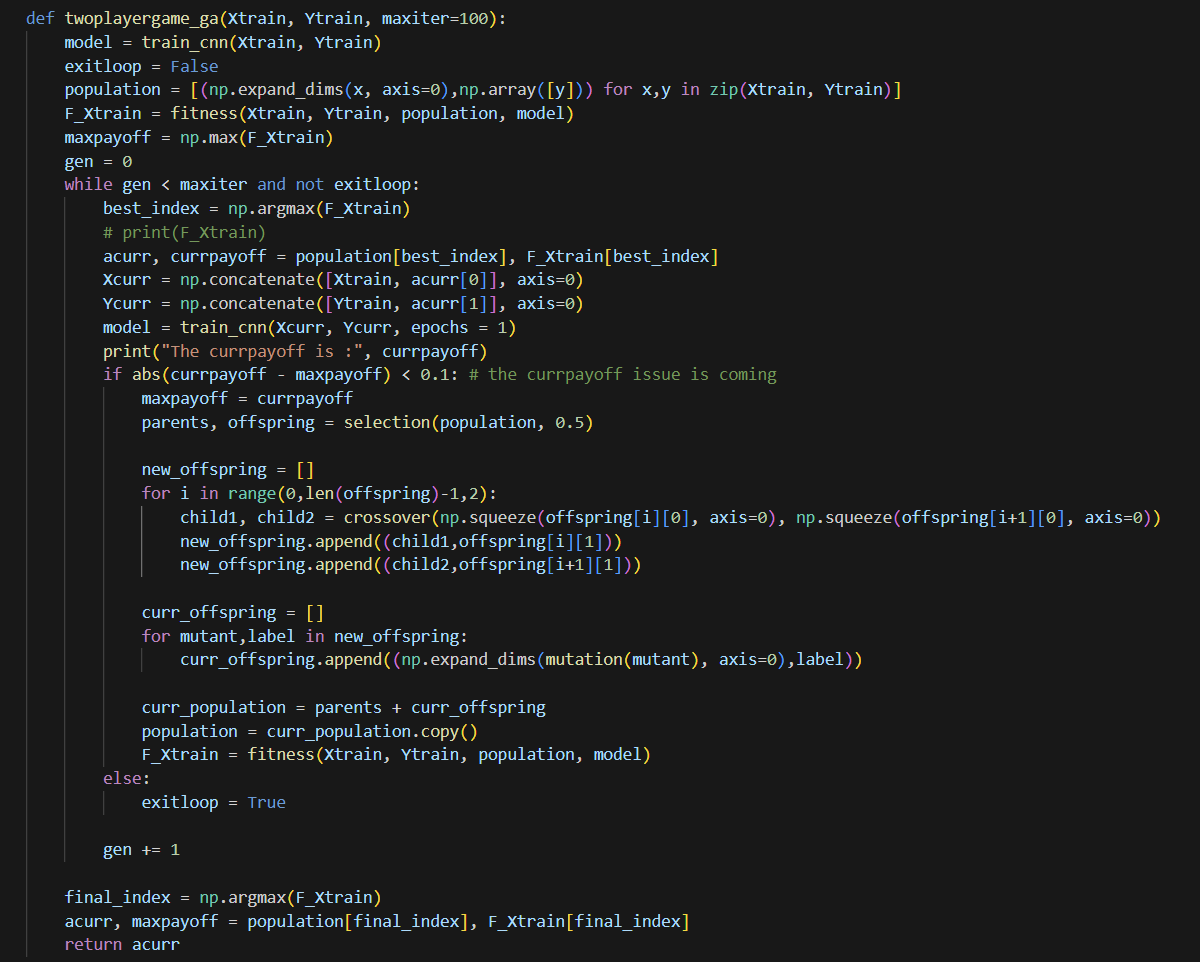 def twoplayergame_ga(Xtrain, Ytrain, maxiter=100):
    model = train_cnn(Xtrain, Ytrain)
    exitloop = False
    population = [(np.expand_dims(x, axis=0),np.array([y])) for x,y in zip(Xtrain, Ytrain)]
    F_Xtrain = fitness(Xtrain, Ytrain, population, model)
    maxpayoff = np.max(F_Xtrain)
    gen = 0
    while gen < maxiter and not exitloop:
        best_index = np.argmax(F_Xtrain)
        # print(F_Xtrain)
        acurr, currpayoff = population[best_index], F_Xtrain[best_index]
        Xcurr = np.concatenate([Xtrain, acurr[0]], axis=0)
        Ycurr = np.concatenate([Ytrain, acurr[1]], axis=0)
        model = train_cnn(Xcurr, Ycurr, epochs = 1)
        print("The currpayoff is :", currpayoff)
        if abs(currpayoff - maxpayoff) < 0.1: # the currpayoff issue is coming
            maxpayoff = currpayoff
            parents, offspring = selection(population, 0.5)

            new_offspring = []
            for i in range(0,len(offspring)-1,2):
                child1, child2 = crossover(np.squeeze(offspring[i][0], axis=0), np.squeeze(offspring[i+1][0], axis=0))
                new_offspring.append((child1,offspring[i][1]))
                new_offspring.append((child2,offspring[i+1][1]))

            curr_offspring = []
            for mutant,label in new_offspring:
                curr_offspring.append((np.expand_dims(mutation(mutant), axis=0),label))

            curr_population = parents + curr_offspring
            population = curr_population.copy()
            F_Xtrain = fitness(Xtrain, Ytrain, population, model)
        else:
            exitloop = True

        gen += 1

    final_index = np.argmax(F_Xtrain)
    acurr, maxpayoff = population[final_index], F_Xtrain[final_index]
    return acurr